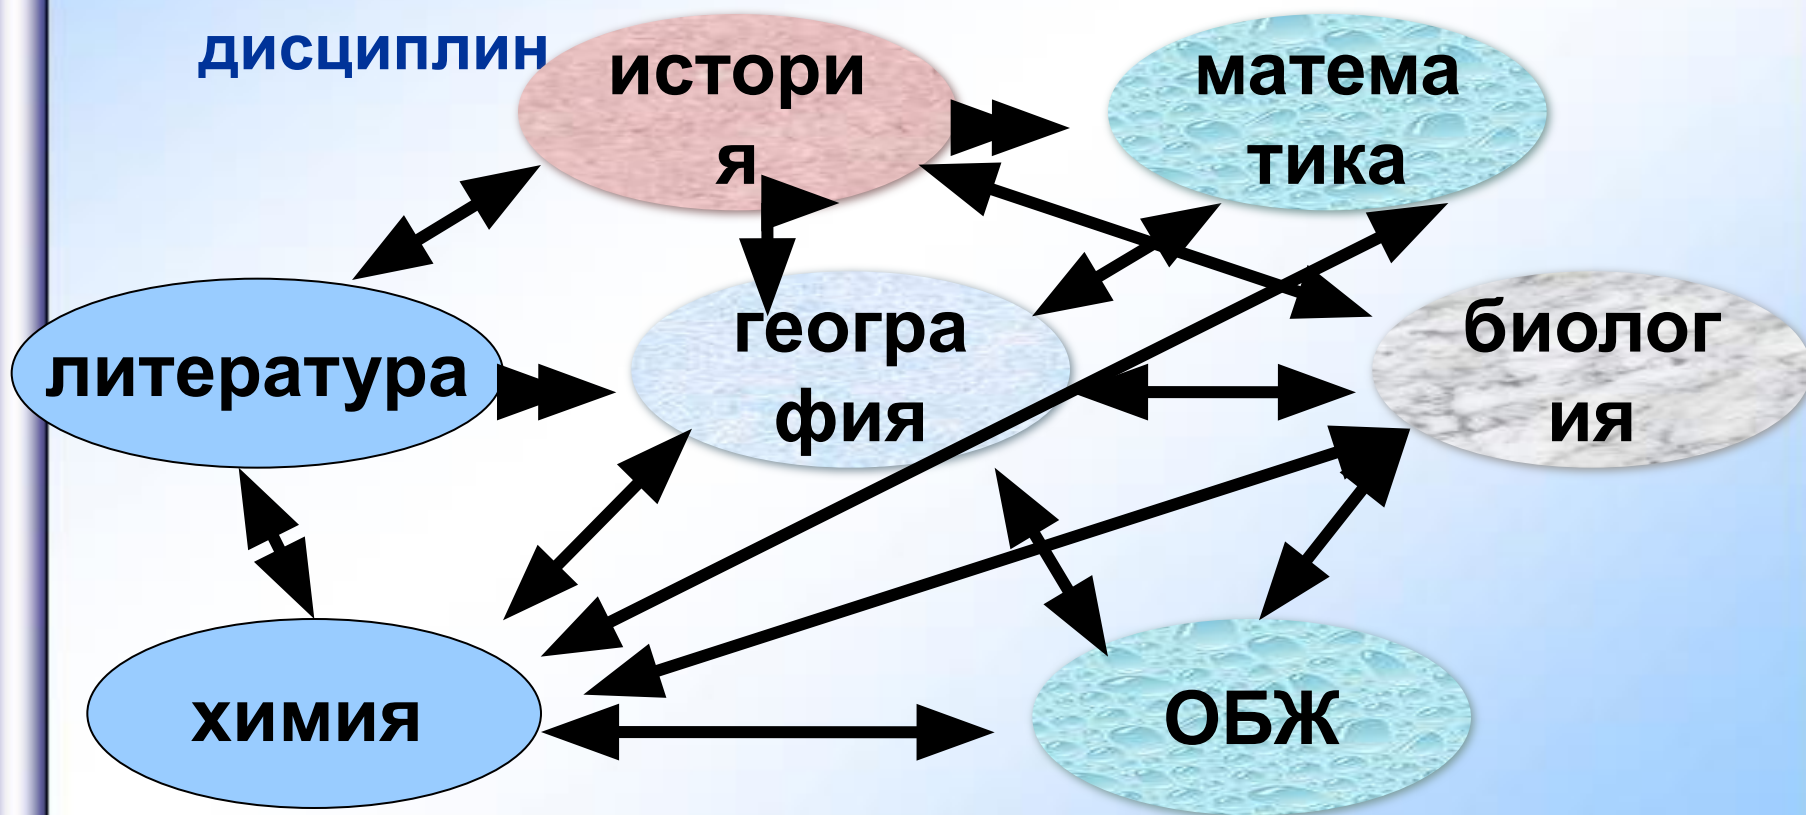 дисциплин
истори
я
матема
тика
литература
геогра
фия
биолог
ия
химия
ОБЖ